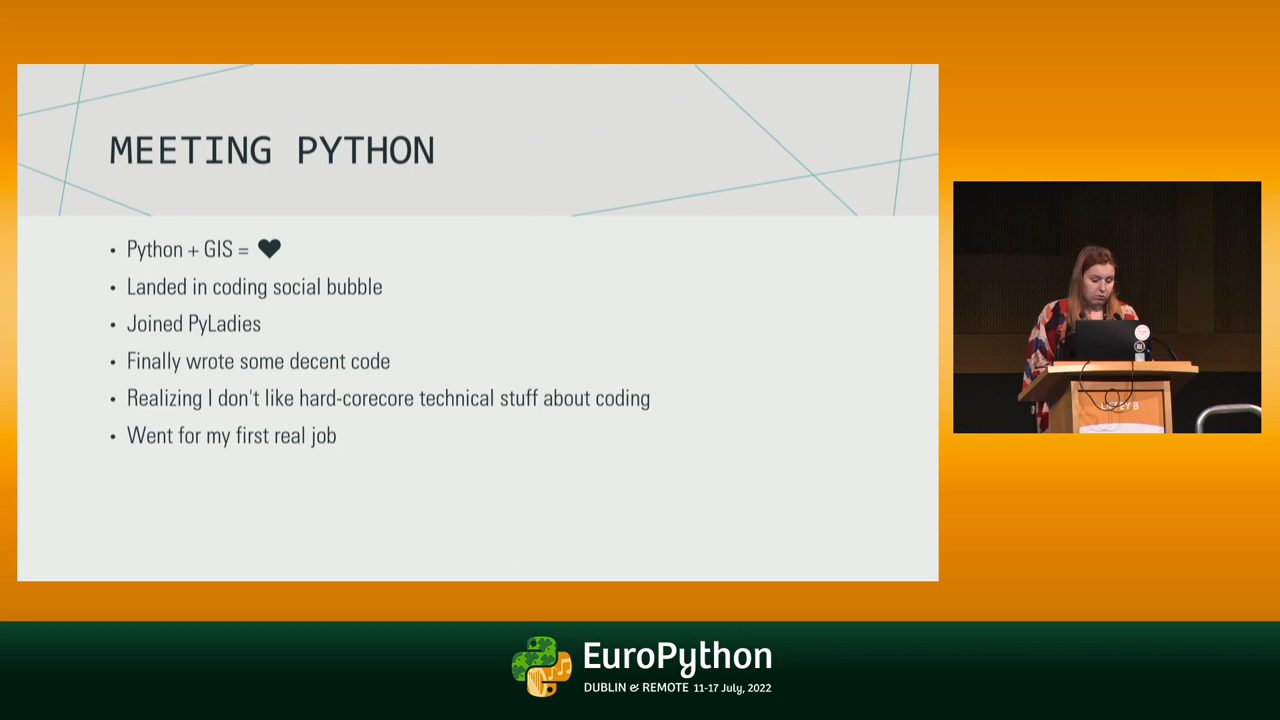 MEETING PYTHON
• Python + GIS = ♥
• Landed in coding social bubble
• Joined PyLadies
• Finally wrote some decent code
• Realizing I don't like hard-corecore technical stuff about coding
• Went for my first real job
LIFFEY B
EuroPython
DUBLIN & REMOTE 11-17 July, 2022